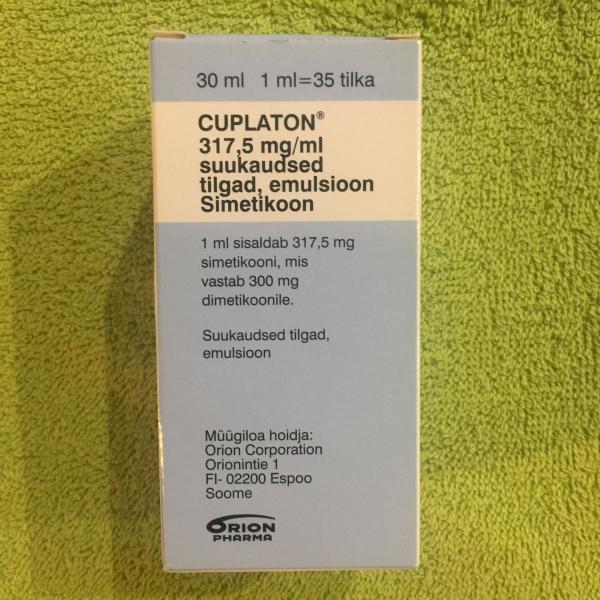 30 ml 1 ml=35 tilka
CUPLATON®
317,5 mg/ml
suukaudsed
tilgad, emulsioon
Simetikoon
1 ml sisaldab 317,5 mg
simetikooni, mis
vastab 300 mg
dimetikoonile.
Suukaudsed tilgad,
emulsioon
Müügiloa hoidja:
Orion Corporation
Orionintie 1
FI- 02200 Espoo
Soome
ORION
PHARMA